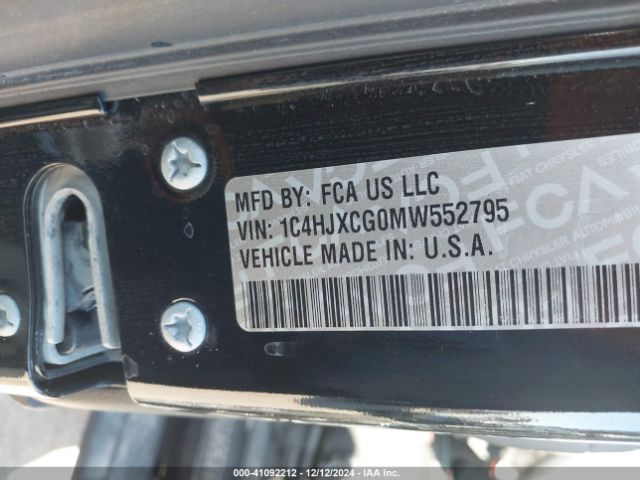 MFD BY: FCA US LLC
VIN: 1C4HJXCG0MW552795
VEHICLE MADE IN: U.S.A.
000-41092212 - 12/12/2024 - IAA Inc.